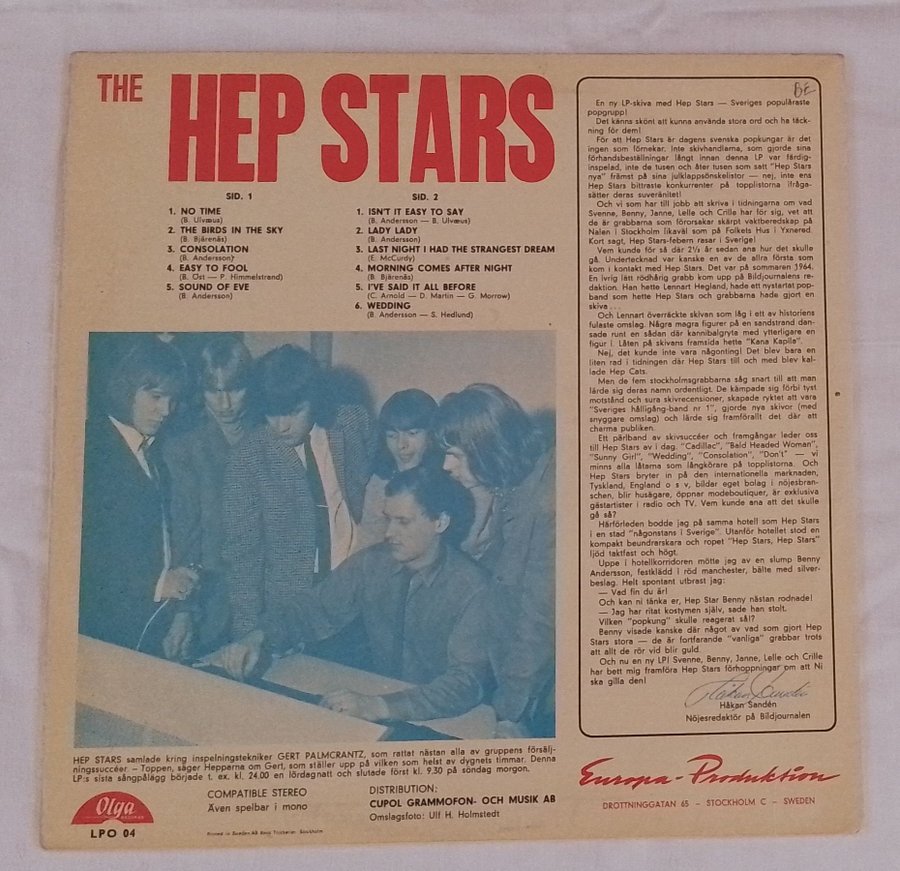 THE HEP STARS
SID. 1
1. NO TIME
(B. Ulvæus)
2. THE BIRDS IN THE SKY
(B. Bjärenås)
3. CONSOLATION
(B. Andersson)
4. EASY TO FOOL
(B. Öst — P. Himmelstrand)
5. SOUND OF EVE
(B. Andersson)
SID. 2
1. ISN'T IT EASY TO SAY
(B. Andersson — B. Ulvæus)
2. LADY LADY
(B. Andersson)
3. LAST NIGHT I HAD THE STRANGEST DREAM
(E. McCurdy)
4. MORNING COMES AFTER NIGHT
(B. Bjärenås)
5. I'VE SAID IT ALL BEFORE
(C. Arnold — D. Martin — G. Morrow)
6. WEDDING
(B. Andersson — S. Hedlund)
HEP STARS samlade kring inspelningstekniker GERT PALMCRANTZ, som rattat nästan alla av gruppens försälj-
ningssuccéer. – Toppen, säger Hepparna om Gert, som ställer upp på vilken som helst av dygnets timmar. Denna
LP:s sista sångpålägg började t. ex. kl. 24.00 en lördagnatt och slutade först kl. 9.30 på söndag morgon.
Olga
RECORDS
LPO 04
COMPATIBLE STEREO
Även spelbar i mono
Printed in Sweden AB Realtryckeriet Stockholm
DISTRIBUTION:
CUPOL GRAMMOFON- OCH MUSIK AB
Omslagsfoto: Ulf H. Holmstedt
BE
En ny LP-skiva med Hep Stars — Sveriges populäraste
popgrupp!
Det känns skönt att kunna använda stora ord och ha täck-
ning för dem!
För att Hep Stars är dagens svenska popkungar är det
ingen som förnekar. Inte skivhandlarna, som gjorde sina
förhandsbeställningar långt innan denna LP var färdig-
inspelad, inte de tusen och åter tusen som satt "Hep Stars
nya" främst på sina julklappsönskelistor — nej, inte ens
Hep Stars bittraste konkurrenter på topplistorna ifråga-
sätter deras suveränitet!
Och vi som har till jobb att skriva i tidningarna om vad
Svenne, Benny, Janne, Lelle och Crille har för sig, vet att
de är grabbarna som förorsakar skärpt vaktberedskap på
Nalen i Stockholm likaväl som på Folkets Hus i Yxnered.
Kort sagt, Hep Stars-febern rasar i Sverige!
Vem kunde för så där 2½ år sedan ana hur det skulle
gå. Undertecknad var kanske en av de allra första som
kom i kontakt med Hep Stars. Det var på sommaren 1964.
En ivrig lätt rödhårig grabb kom upp på Bildjournalens re-
daktion. Han hette Lennart Hegland, hade ett nystartat pop-
band som hette Hep Stars och grabbarna hade gjort en
skiva . . .
Och Lennart överräckte skivan som låg i ett av historiens
fulaste omslag. Några magra figurer på en sandstrand dan-
sade runt en sådan där kannibalgryta med ytterligare en
figur i. Låten på skivans framsida hette "Kana Kapila".
Nej, det kunde inte vara någonting! Det blev bara en
liten rad i tidningen där Hep Stars till och med blev kal-
lade Hep Cats.
Men de fem stockholmsgrabbarna såg snart till att man
lärde sig deras namn ordentligt. De kämpade sig förbi tyst
motstånd och sura skivrecensioner, skapade ryktet att vara
"Sveriges hålligång-band nr 1", gjorde nya skivor (med
snyggare omslag) och lärde sig framförallt det där att
charma publiken.
Ett pärlband av skivsuccéer och framgångar leder oss
till Hep Stars av i dag. "Cadillac", "Bald Headed Woman",
"Sunny Girl", "Wedding", "Consolation", "Don't" — vi
minns alla låtarna som långkörare på topplistorna. Och
Hep Stars bryter in på den internationella marknaden,
Tyskland, England o s v, bildar eget bolag i nöjesbran-
schen, blir husägare, öppnar modeboutiquer, är exklusiva
gästartister i radio och TV. Vem kunde ana att det skulle
gå så?
Härförleden bodde jag på samma hotell som Hep Stars
i en stad "någonstans i Sverige". Utanför hotellet stod en
kompakt beundrarskara och ropet "Hep Stars, Hep Stars"
ljöd taktfast och högt.
Uppe i hotellkorridoren mötte jag av en slump Benny
Andersson, festklädd i röd manchester, bälte med silver-
beslag. Helt spontant utbrast jag:
— Vad fin du är!
Och kan ni tänka er, Hep Star Benny nästan rodnade!
— Jag har ritat kostymen själv, sade han stolt.
Vilken "popkung" skulle reagerat så!?
Benny visade kanske där något av vad som gjort Hep
Stars stora — de är fortfarande "vanliga" grabbar trots
att allt de rör vid blir guld.
Och nu en ny LP! Svenne, Benny, Janne, Lelle och Crille
har bett mig framföra Hep Stars förhoppningar om att Ni
ska gilla den!
Håkan Sandén
Håkan Sandén
Nöjesredaktör på Bildjournalen
Europa-Produktion
DROTTNINGGATAN 65 – STOCKHOLM C – SWEDEN